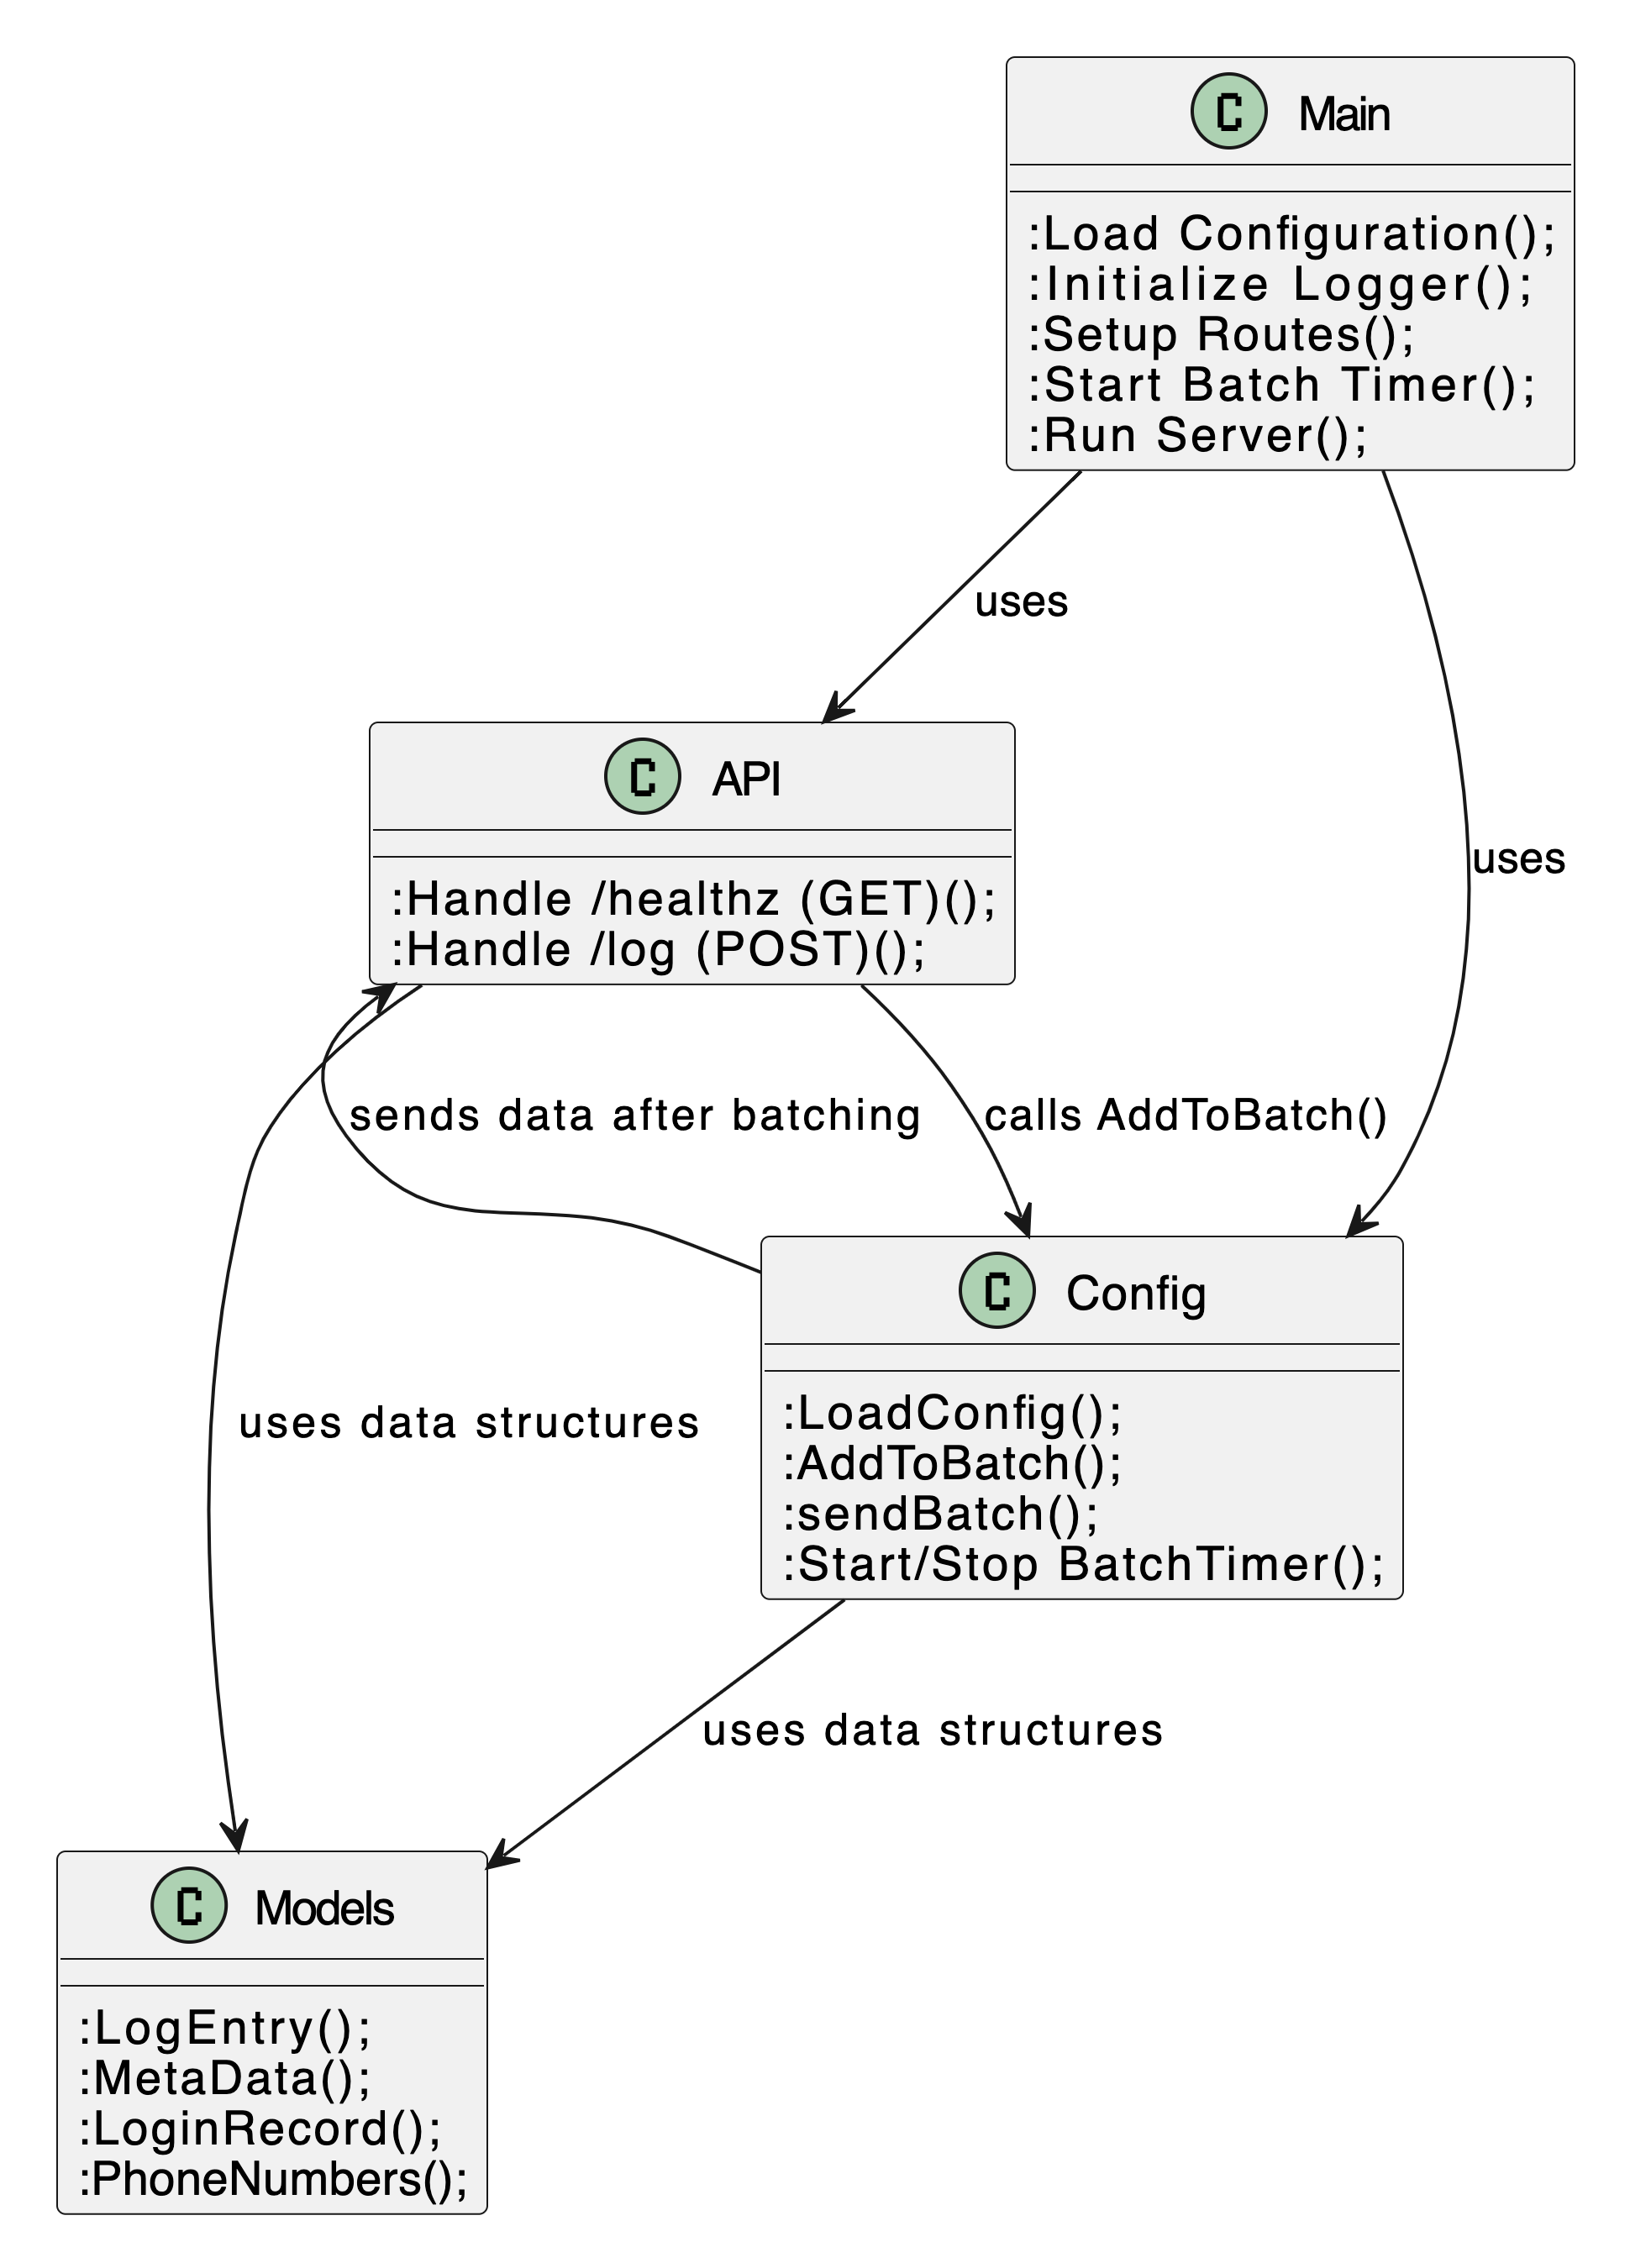 C Main
:Load Configuration();
:Initialize Logger();
:Setup Routes();
:Start Batch Timer();
:Run Server();
uses
C API
:Handle /healthz (GET)();
:Handle /log (POST)();
uses
sends data after batching
calls AddToBatch()
C Config
:LoadConfig();
:AddToBatch();
:sendBatch();
:Start/Stop BatchTimer();
uses data structures
uses data structures
C Models
:LogEntry();
:MetaData();
:LoginRecord();
:PhoneNumbers();